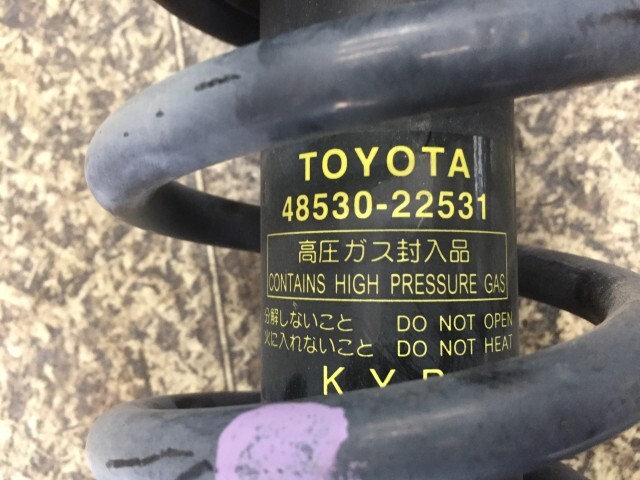 TOYOTA
48530-22531
高圧ガス封入品
CONTAINS HIGH PRESSURE GAS
分解しないこと DO NOT OPEN
火に入れないこと DO NOT HEAT
K Y B